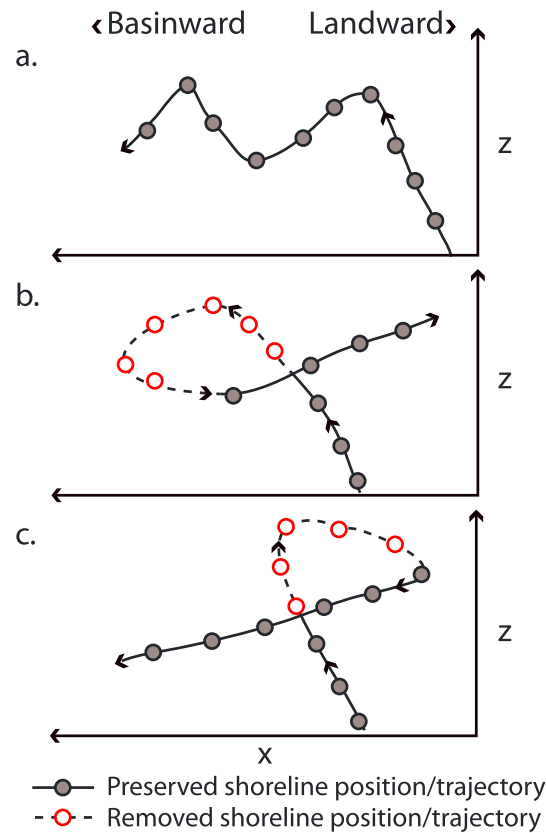 Basinward Landward
a.
z
b.
z
c.
z
x
Preserved shoreline position/trajectory
Removed shoreline position/trajectory